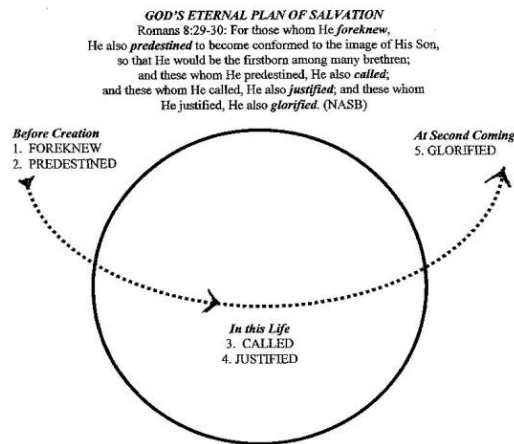 GOD'S ETERNAL PLAN OF SALVATION
Romans 8:29-30: For those whom He foreknew,
He also predestined to become conformed to the image of His Son,
so that He would be the firstborn among many brethren;
and these whom He predestined, He also called;
and these whom He called, He also justified; and these whom
He justified, He also glorified. (NASB)
Before Creation
1. FOREKNEW
2. PREDESTINED
At Second Coming
5. GLORIFIED
In this Life
3. CALLED
4. JUSTIFIED